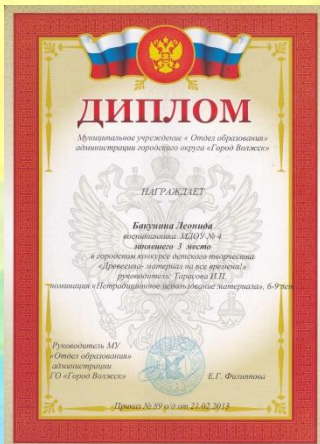 ДИПЛОМ
Муниципальное учреждение « Отдел образования»
администрации городского округа «Город Волжск»
НАГРАЖДАЕТ
Бакунина Леонида
воспитанника МДОУ № 4
занявшего 3 место
в городском конкурсе детского творчества
«Древесина- материал на все времена!»
руководитель: Тарасова И.П.
номинация «Нетрадиционное использование материала», 6-9 лет
Руководитель МУ
«Отдел образования»
администрации
ГО «Город Волжск»
Е.Г. Филиппова
Приказ № 89 о/д от 21.02.2013